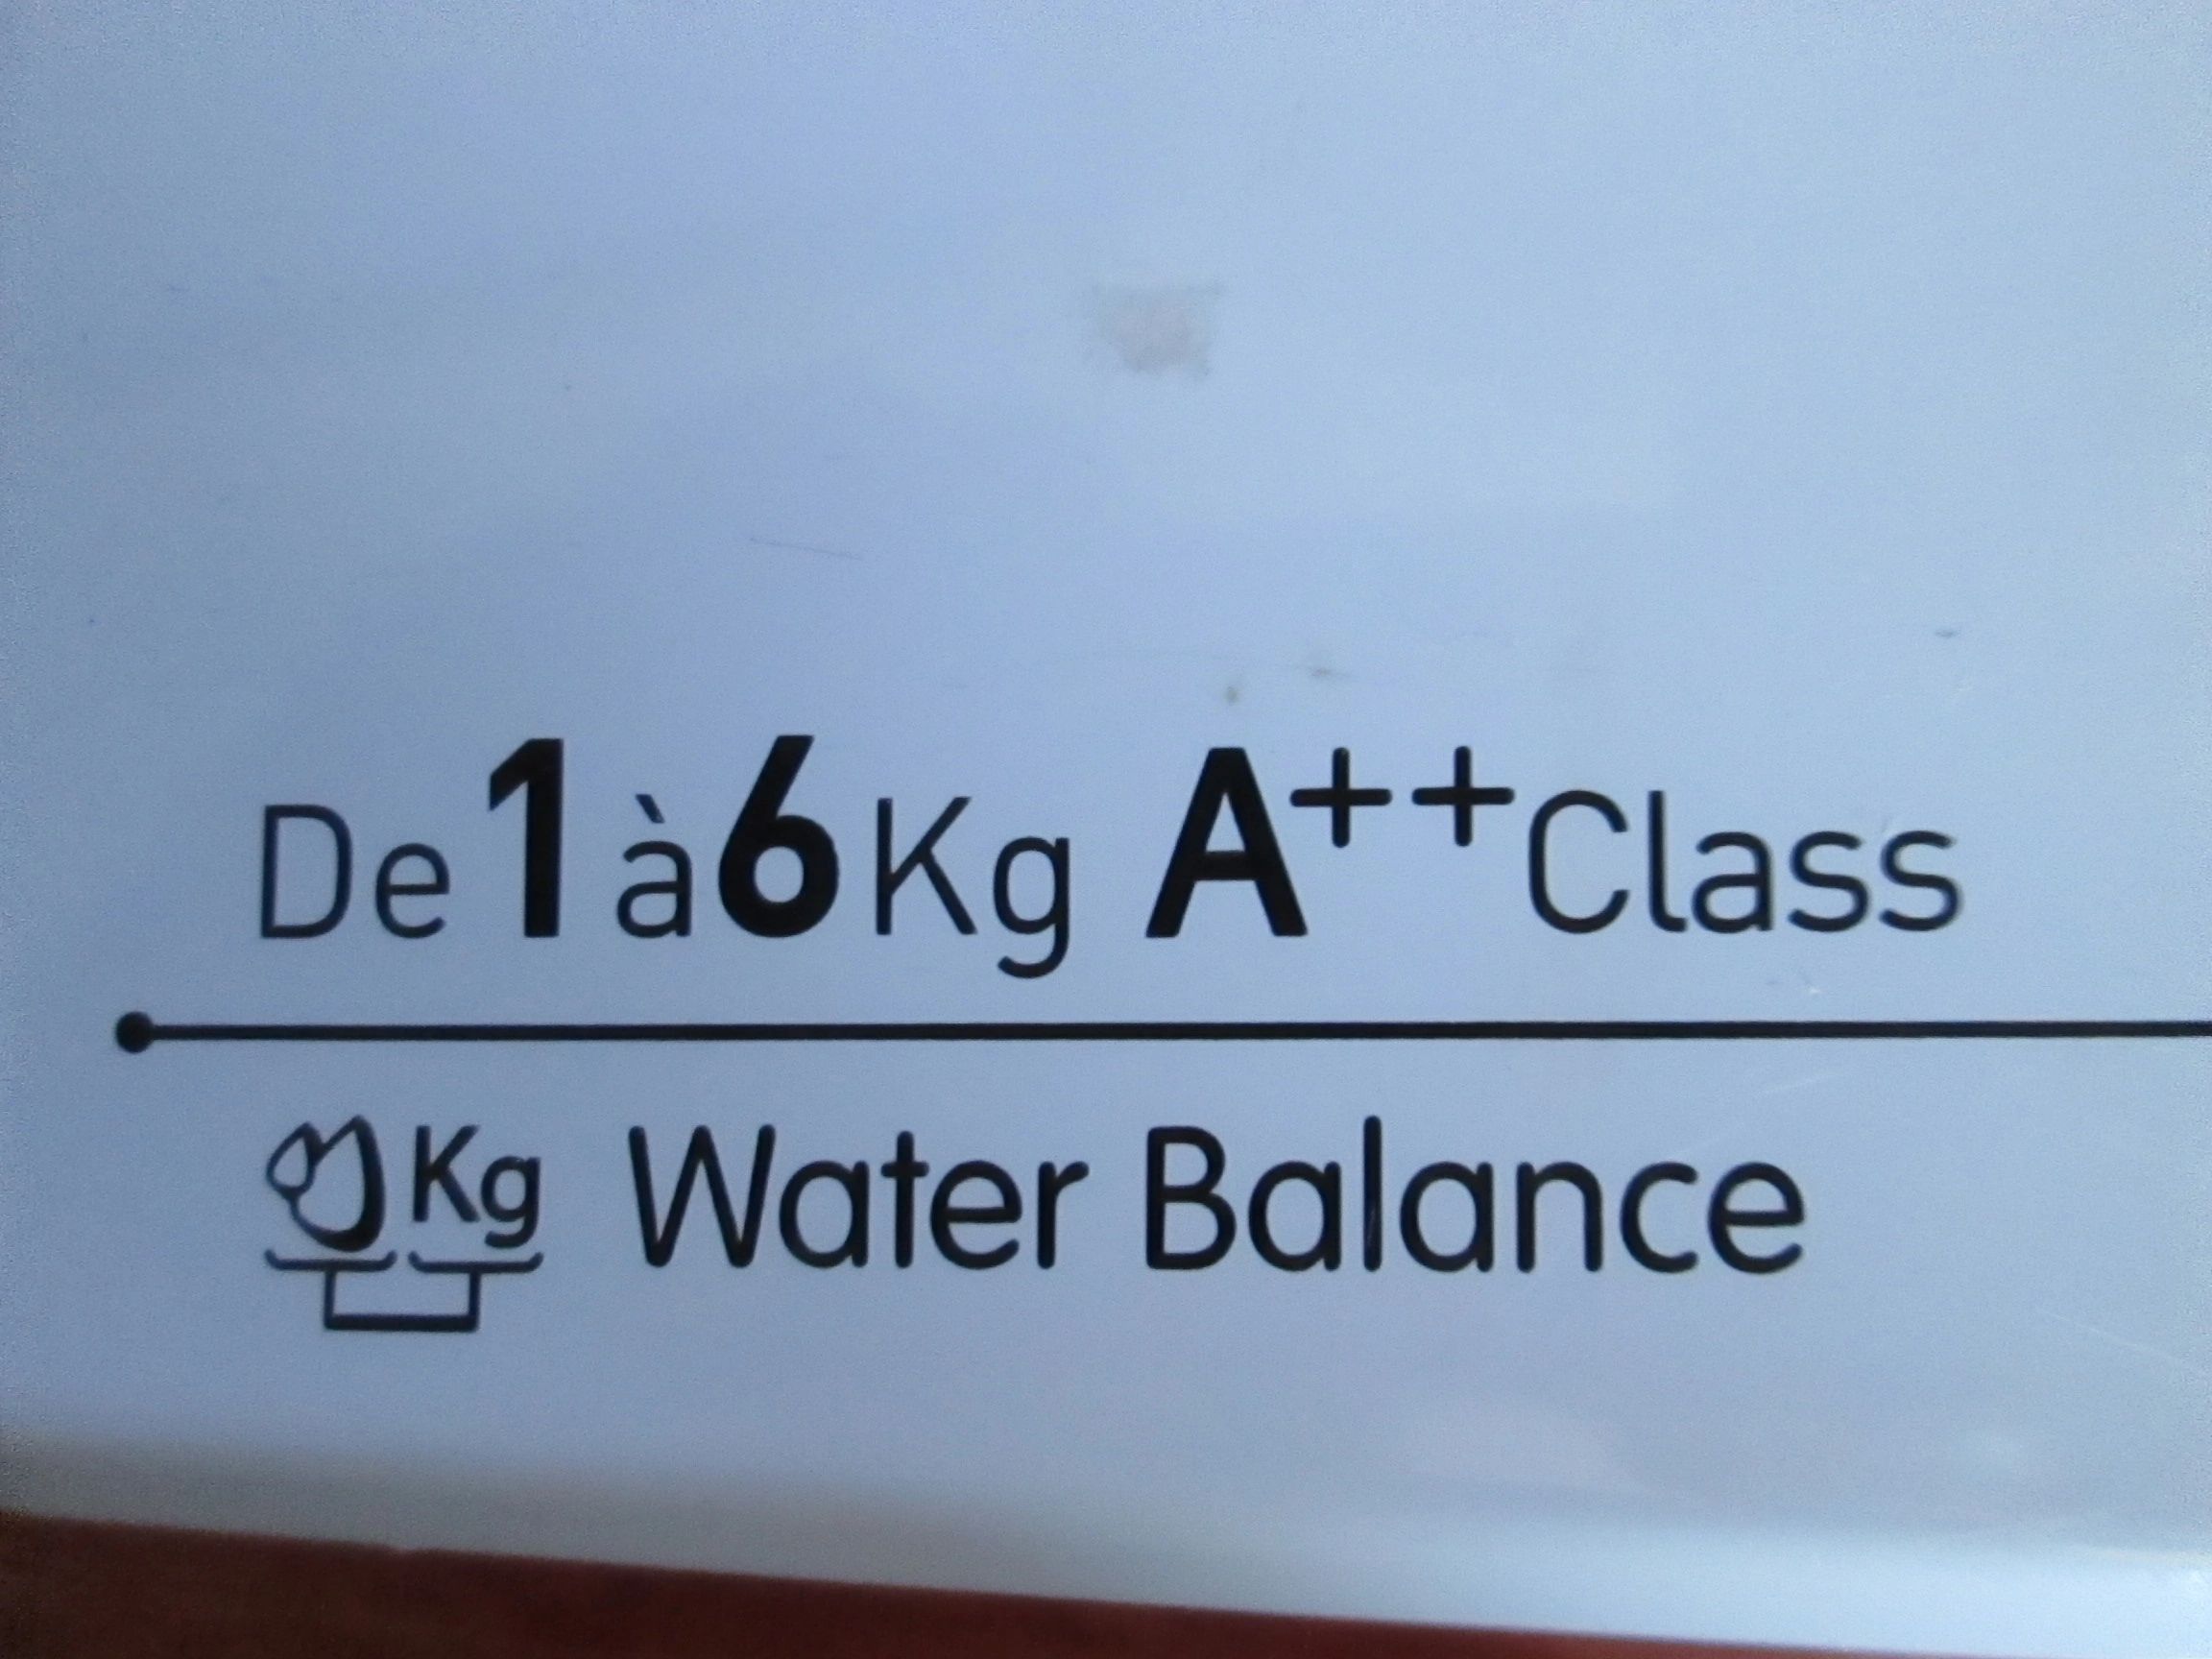 De 1 à 6 Kg A++ Class
Kg Water Balance